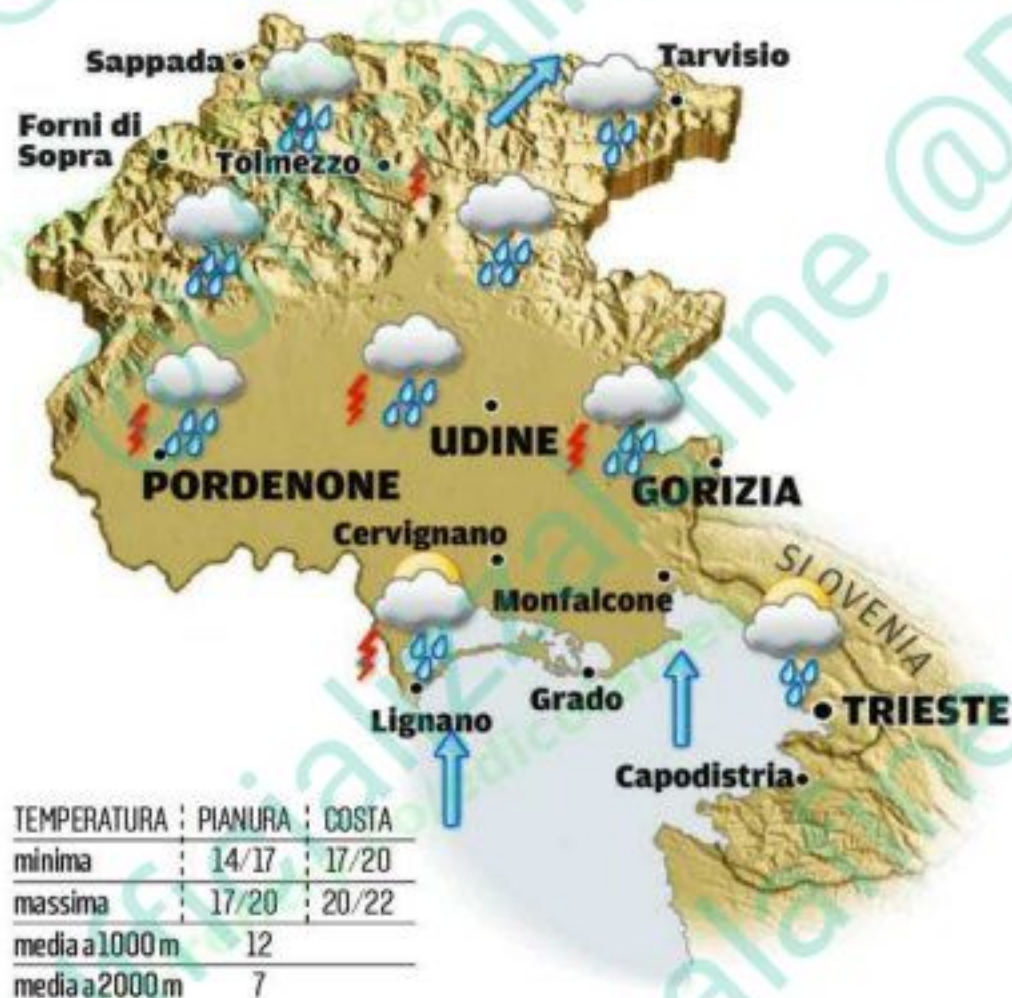 Sappada
Tarvisio
Forni di
Sopra
Tolmezzo
UDINE
PORDENONE
GORIZIA
Cervignano
SLOVENIA
Monfalcone
Grado
Lignano
TRIESTE
Capodistria
TEMPERATURA PIANURA COSTA
minima 14/17 17/20
massima 17/20 20/22
media a 1000 m 12
media a 2000 m 7